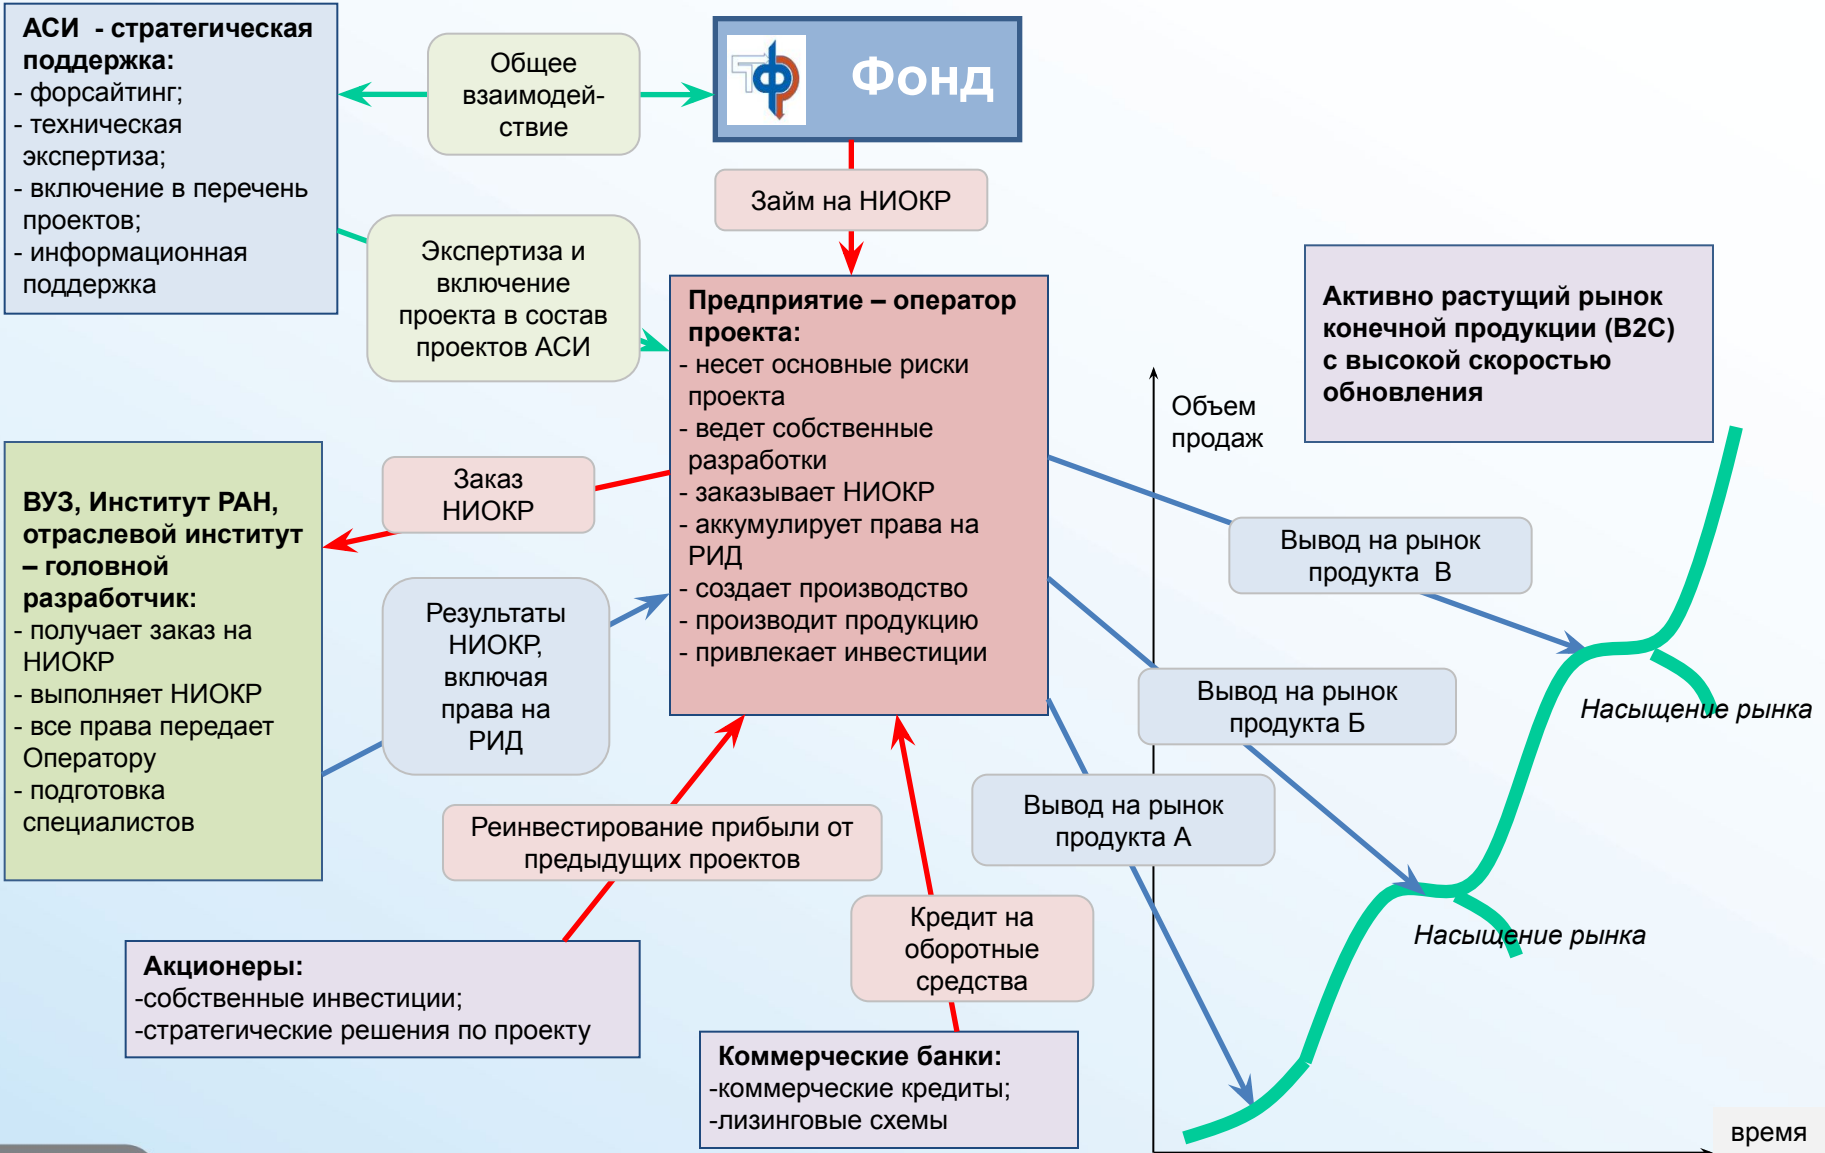 АСИ - стратегическая
поддержка:
- форсайтинг;
- техническая
экспертиза;
- включение в перечень
проектов;
- информационная
поддержка
Общее
взаимодей-
ствие
ТФР
Фонд
Займ на НИОКР
Экспертиза и
включение
проекта в состав
проектов АСИ
Предприятие – оператор
проекта:
- несет основные риски
проекта
- ведет собственные
разработки
- заказывает НИОКР
- аккумулирует права на
РИД
- создает производство
- производит продукцию
- привлекает инвестиции
Активно растущий рынок
конечной продукции (B2C)
с высокой скоростью
обновления
Объем
продаж
ВУЗ, Институт РАН,
отраслевой институт
– головной
разработчик:
- получает заказ на
НИОКР
- выполняет НИОКР
- все права передает
Оператору
- подготовка
специалистов
Заказ
НИОКР
Результаты
НИОКР,
включая
права на
РИД
Вывод на рынок
продукта В
Насыщение рынка
Вывод на рынок
продукта Б
Вывод на рынок
продукта А
Насыщение рынка
Реинвестирование прибыли от
предыдущих проектов
Кредит на
оборотные
средства
Акционеры:
-собственные инвестиции;
-стратегические решения по проекту
Коммерческие банки:
-коммерческие кредиты;
-лизинговые схемы
время